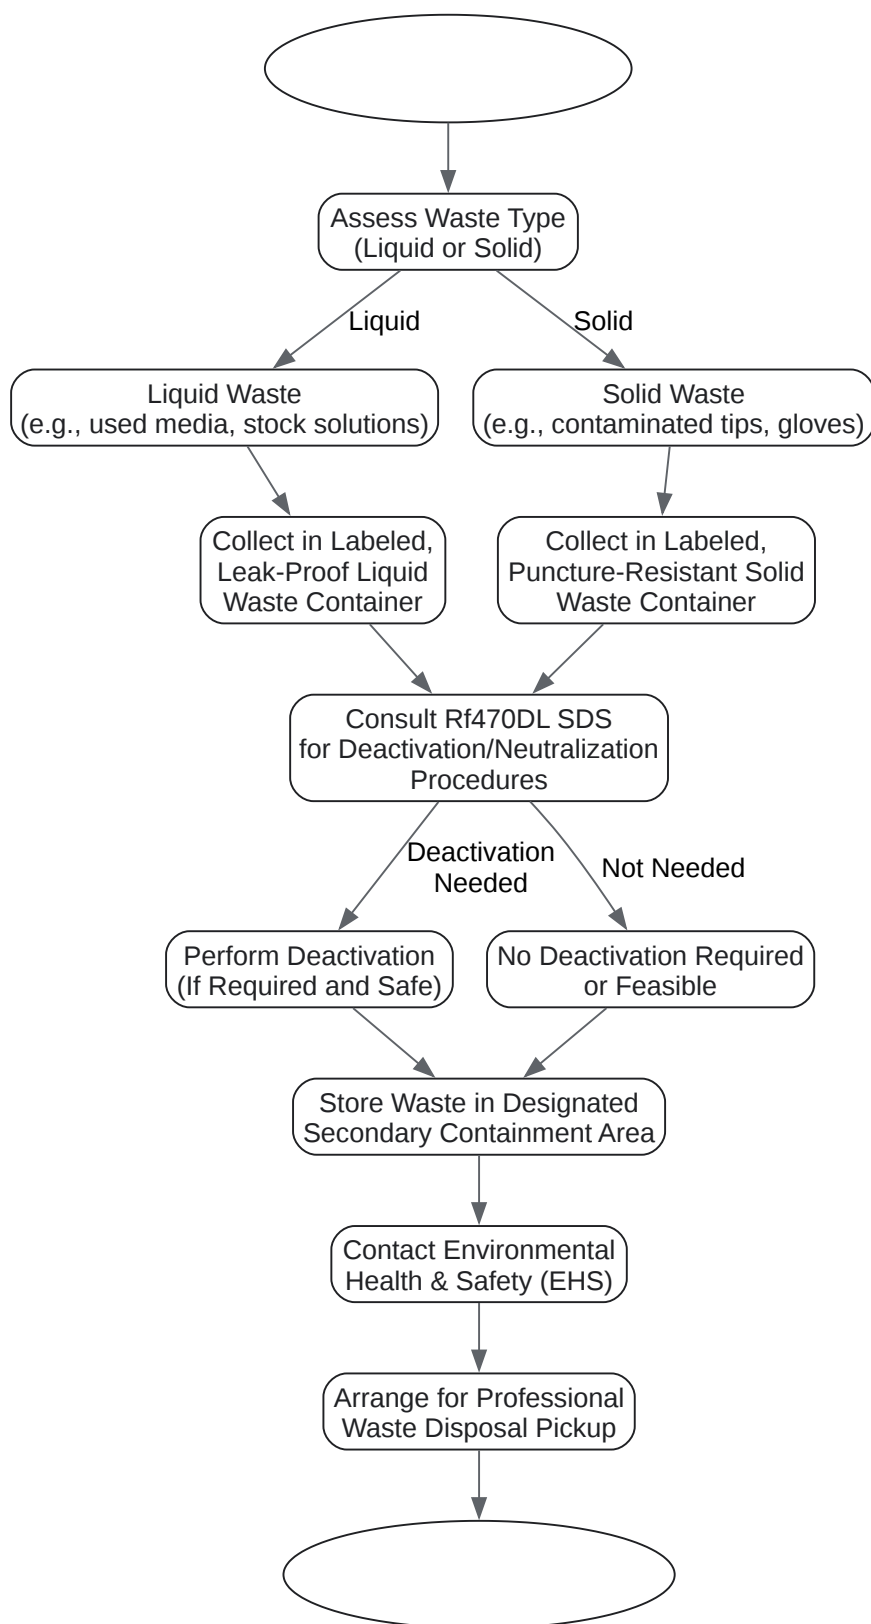 Assess Waste Type
(Liquid or Solid)
Liquid
Solid
Liquid Waste
(e.g., used media, stock solutions)
Solid Waste
(e.g., contaminated tips, gloves)
Collect in Labeled,
Leak-Proof Liquid
Waste Container
Collect in Labeled,
Puncture-Resistant Solid
Waste Container
Consult Rf470DL SDS
for Deactivation/Neutralization
Procedures
Deactivation
Needed
Not Needed
Perform Deactivation
(If Required and Safe)
No Deactivation Required
or Feasible
Store Waste in Designated
Secondary Containment Area
Contact Environmental
Health & Safety (EHS)
Arrange for Professional
Waste Disposal Pickup